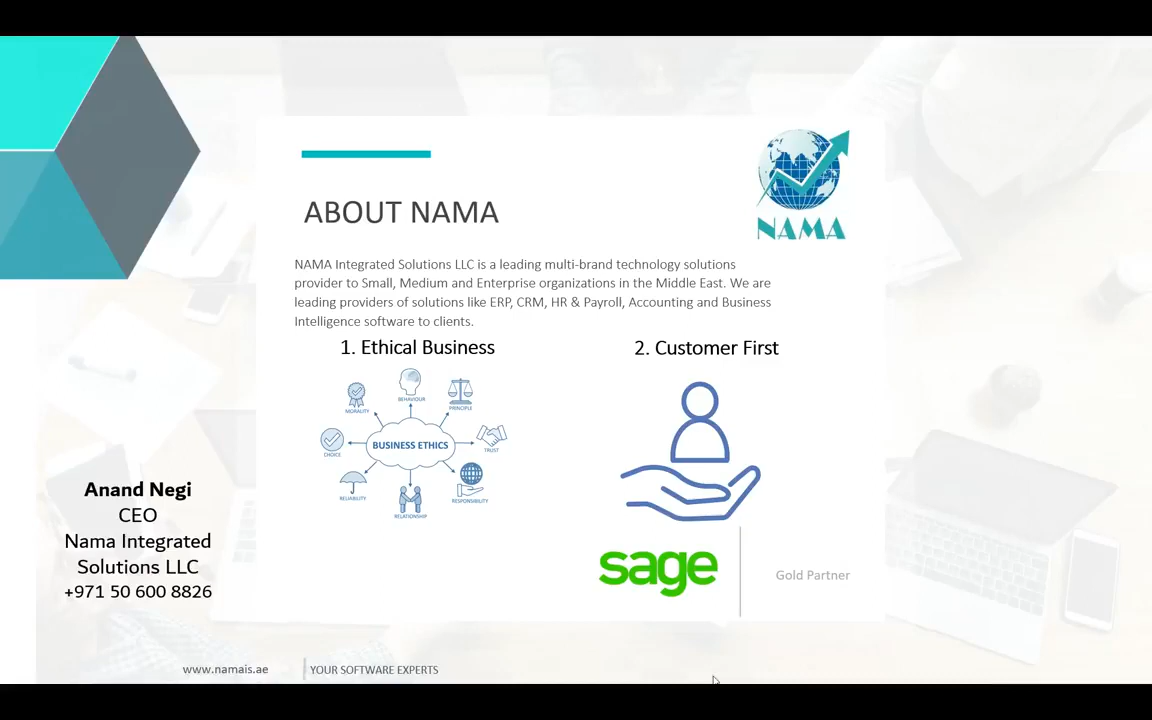 NAMA
ABOUT NAMA
NAMA Integrated Solutions LLC is a leading multi-brand technology solutions
provider to Small, Medium and Enterprise organizations in the Middle East. We are
leading providers of solutions like ERP, CRM, HR & Payroll, Accounting and Business
Intelligence software to clients.
1. Ethical Business
2. Customer First
BEHAVIOUR
MORALITY
PRINCIPLE
CHOICE
BUSINESS ETHICS
TRUST
RELIABILITY
RESPONSIBILITY
RELATIONSHIP
Anand Negi
CEO
Nama Integrated
Solutions LLC
+971 50 600 8826
sage
Gold Partner
www.namais.ae
YOUR SOFTWARE EXPERTS